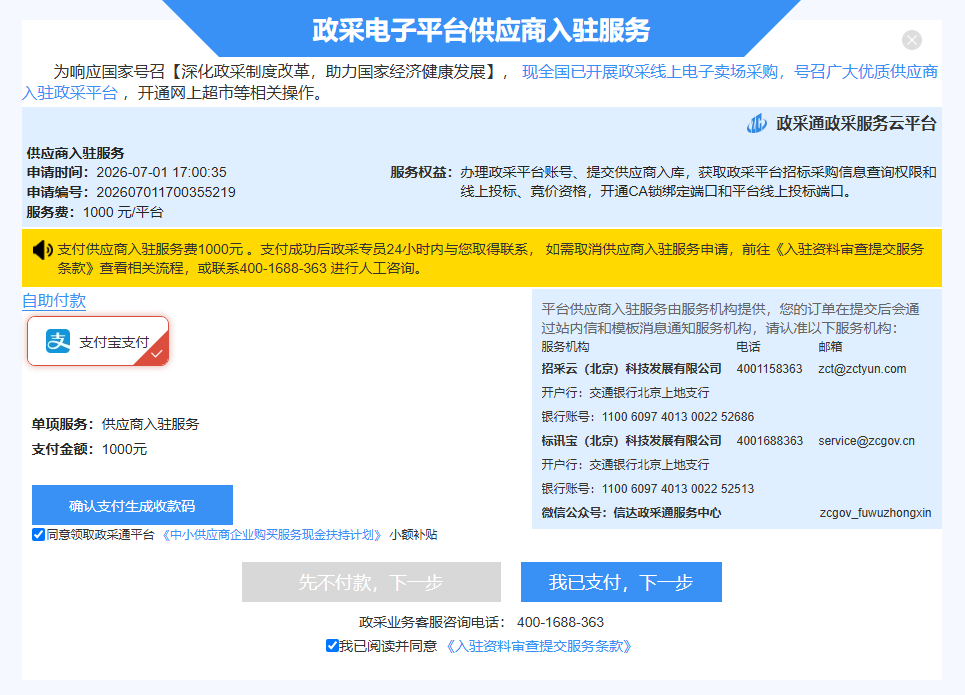 政采电子平台供应商入驻服务
为响应国家号召【深化政采制度改革，助力国家经济健康发展】，现全国已开展政采线上电子卖场采购，号召广大优质供应商
入驻政采平台，开通网上超市等相关操作。
政采通政采服务云平台
供应商入驻服务
申请时间：2026-07-01 17:00:35
申请编号：202607011700355219
服务费：1000 元/平台
服务权益：办理政采平台账号、提交供应商入库，获取政采平台招标采购信息查询权限和
线上投标、竞价资格，开通CA锁绑定端口和平台线上投标端口。
支付供应商入驻服务费1000元 。支付成功后政采专员24小时内与您取得联系， 如需取消供应商入驻服务申请，前往《入驻资料审查提交服务
条款》查看相关流程，或联系400-1688-363 进行人工咨询。
自助付款
支 支付宝支付
单项服务：供应商入驻服务
支付金额：1000元
确认支付生成收款码
同意领取政采通平台《中小供应商企业购买服务现金扶持计划》 小额补贴
平台供应商入驻服务由服务机构提供，您的订单在提交后会通
过站内信和模板消息通知服务机构，请认准以下服务机构：
服务机构 电话 邮箱
招采云（北京）科技发展有限公司 4001158363 zct@zctyun.com
开户行：交通银行北京上地支行
银行账号：1100 6097 4013 0022 52686
标讯宝（北京）科技发展有限公司 4001688363 service@zcgov.cn
开户行：交通银行北京上地支行
银行账号：1100 6097 4013 0022 52513
微信公众号：信达政采通服务中心 zcgov_fuwuzhongxin
先不付款，下一步
我已支付，下一步
政采业务客服咨询电话： 400-1688-363
我已阅读并同意《入驻资料审查提交服务条款》